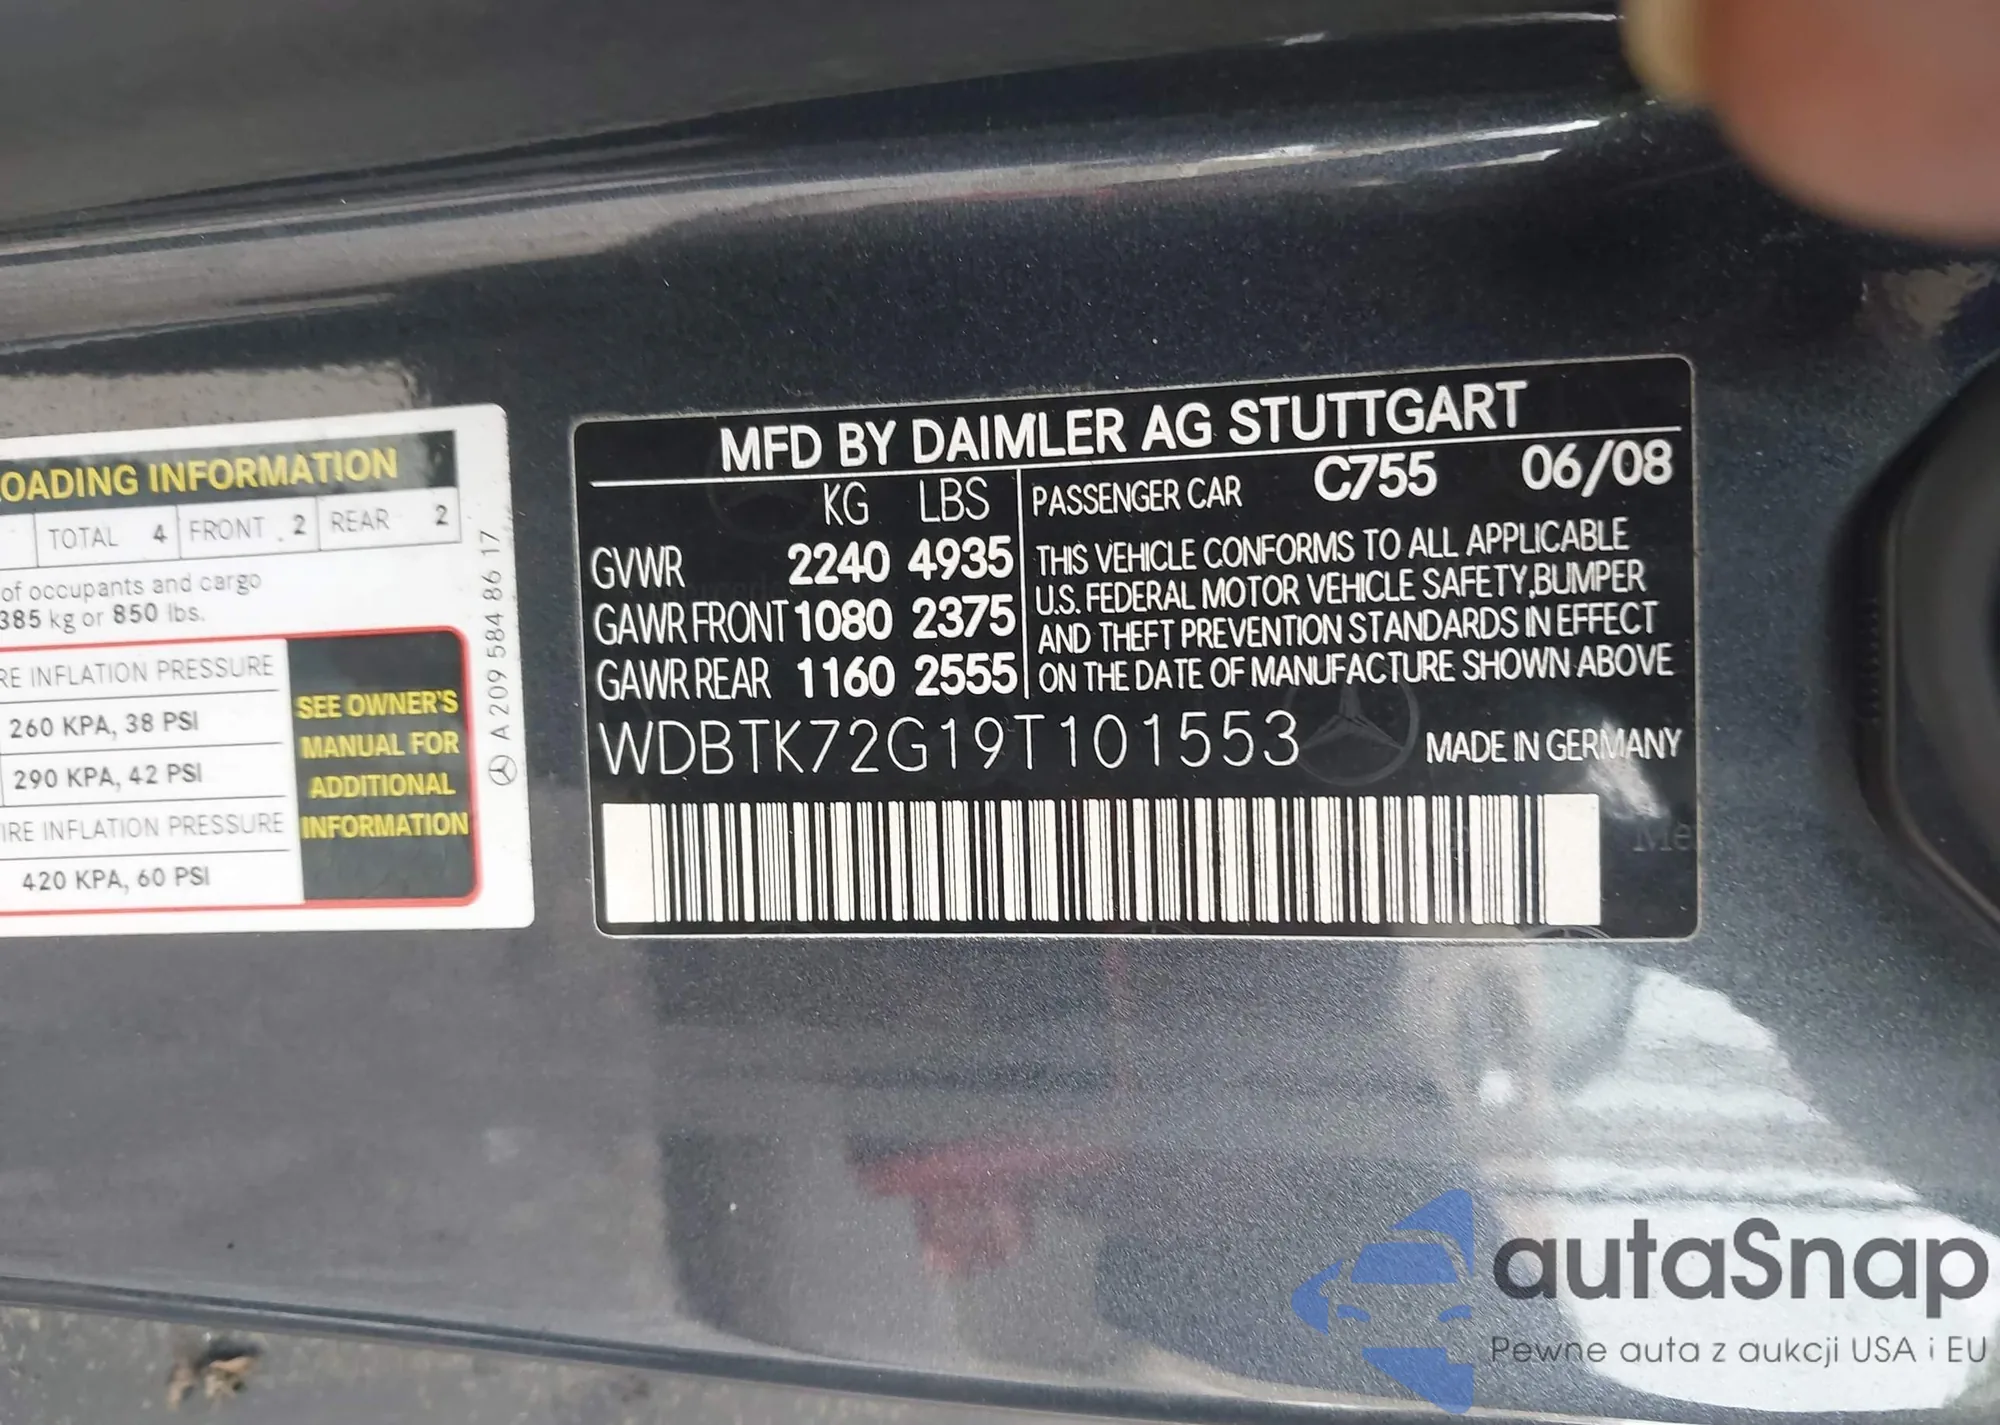 MFD BY DAIMLER AG STUTTGART
KG LBS
GVWR 2240 4935
GAWR FRONT 1080 2375
GAWR REAR 1160 2555
PASSENGER CAR C755 06/08
THIS VEHICLE CONFORMS TO ALL APPLICABLE
U.S. FEDERAL MOTOR VEHICLE SAFETY,BUMPER
AND THEFT PREVENTION STANDARDS IN EFFECT
ON THE DATE OF MANUFACTURE SHOWN ABOVE
WDBTK72G19T101553
MADE IN GERMANY
OADING INFORMATION
TOTAL 4 FRONT 2 REAR 2
of occupants and cargo
385 kg or 850 lbs.
RE INFLATION PRESSURE
260 KPA, 38 PSI
290 KPA, 42 PSI
IRE INFLATION PRESSURE
420 KPA, 60 PSI
SEE OWNER'S
MANUAL FOR
ADDITIONAL
INFORMATION
A 209 584 86 17
autaSnap
Pewne auta z aukcji USA i EU